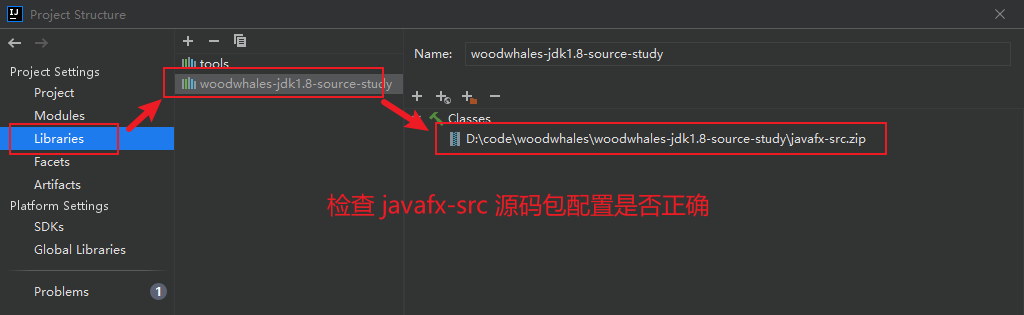 IJ
Project Structure
Project Settings
Project
Modules
Libraries
Facets
Artifacts
Platform Settings
SDKs
Global Libraries
Problems
1
tools
woodwhales-jdk1.8-source-study
Name:
woodwhales-jdk1.8-source-study
Classes
D:\code\woodwhales\woodwhales-jdk1.8-source-study\javafx-src.zip
检查 javafx-src 源码包配置是否正确